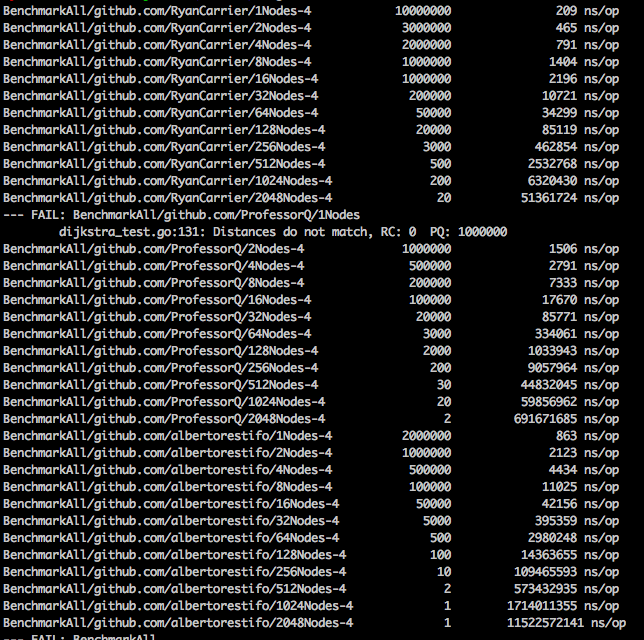 BenchmarkAll/github.com/RyanCarrier/1Nodes-4 10000000 209 ns/op
BenchmarkAll/github.com/RyanCarrier/2Nodes-4 3000000 465 ns/op
BenchmarkAll/github.com/RyanCarrier/4Nodes-4 2000000 791 ns/op
BenchmarkAll/github.com/RyanCarrier/8Nodes-4 1000000 1404 ns/op
BenchmarkAll/github.com/RyanCarrier/16Nodes-4 1000000 2196 ns/op
BenchmarkAll/github.com/RyanCarrier/32Nodes-4 200000 10721 ns/op
BenchmarkAll/github.com/RyanCarrier/64Nodes-4 50000 34299 ns/op
BenchmarkAll/github.com/RyanCarrier/128Nodes-4 20000 85119 ns/op
BenchmarkAll/github.com/RyanCarrier/256Nodes-4 3000 462854 ns/op
BenchmarkAll/github.com/RyanCarrier/512Nodes-4 500 2532768 ns/op
BenchmarkAll/github.com/RyanCarrier/1024Nodes-4 200 6320430 ns/op
BenchmarkAll/github.com/RyanCarrier/2048Nodes-4 20 51361724 ns/op
--- FAIL: BenchmarkAll/github.com/ProfessorQ/1Nodes
dijkstra_test.go:131: Distances do not match, RC: 0 PQ: 1000000
BenchmarkAll/github.com/ProfessorQ/2Nodes-4 1000000 1506 ns/op
BenchmarkAll/github.com/ProfessorQ/4Nodes-4 500000 2791 ns/op
BenchmarkAll/github.com/ProfessorQ/8Nodes-4 200000 7333 ns/op
BenchmarkAll/github.com/ProfessorQ/16Nodes-4 100000 17670 ns/op
BenchmarkAll/github.com/ProfessorQ/32Nodes-4 20000 85771 ns/op
BenchmarkAll/github.com/ProfessorQ/64Nodes-4 3000 334061 ns/op
BenchmarkAll/github.com/ProfessorQ/128Nodes-4 2000 1033943 ns/op
BenchmarkAll/github.com/ProfessorQ/256Nodes-4 200 9057964 ns/op
BenchmarkAll/github.com/ProfessorQ/512Nodes-4 30 44832045 ns/op
BenchmarkAll/github.com/ProfessorQ/1024Nodes-4 20 59856962 ns/op
BenchmarkAll/github.com/ProfessorQ/2048Nodes-4 2 691671685 ns/op
BenchmarkAll/github.com/albertorestifo/1Nodes-4 2000000 863 ns/op
BenchmarkAll/github.com/albertorestifo/2Nodes-4 1000000 2123 ns/op
BenchmarkAll/github.com/albertorestifo/4Nodes-4 500000 4434 ns/op
BenchmarkAll/github.com/albertorestifo/8Nodes-4 100000 11025 ns/op
BenchmarkAll/github.com/albertorestifo/16Nodes-4 50000 42156 ns/op
BenchmarkAll/github.com/albertorestifo/32Nodes-4 5000 395359 ns/op
BenchmarkAll/github.com/albertorestifo/64Nodes-4 500 2980248 ns/op
BenchmarkAll/github.com/albertorestifo/128Nodes-4 100 14363655 ns/op
BenchmarkAll/github.com/albertorestifo/256Nodes-4 10 109465593 ns/op
BenchmarkAll/github.com/albertorestifo/512Nodes-4 2 573432935 ns/op
BenchmarkAll/github.com/albertorestifo/1024Nodes-4 1 1714011355 ns/op
BenchmarkAll/github.com/albertorestifo/2048Nodes-4 1 11522572141 ns/op
--- FAIL: BenchmarkAll